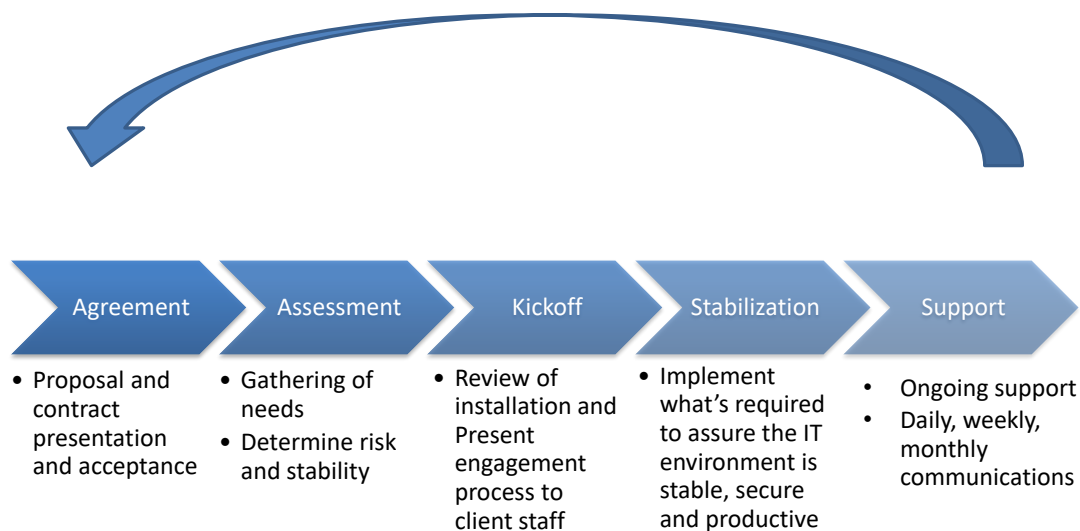 Agreement
• Proposal and
contract
presentation
and acceptance
Assessment
• Gathering of
needs
• Determine risk
and stability
Kickoff
• Review of
installation and
Present
engagement
process to
client staff
Stabilization
• Implement
what’s required
to assure the IT
environment is
stable, secure
and productive
Support
• Ongoing support
• Daily, weekly,
monthly
communications